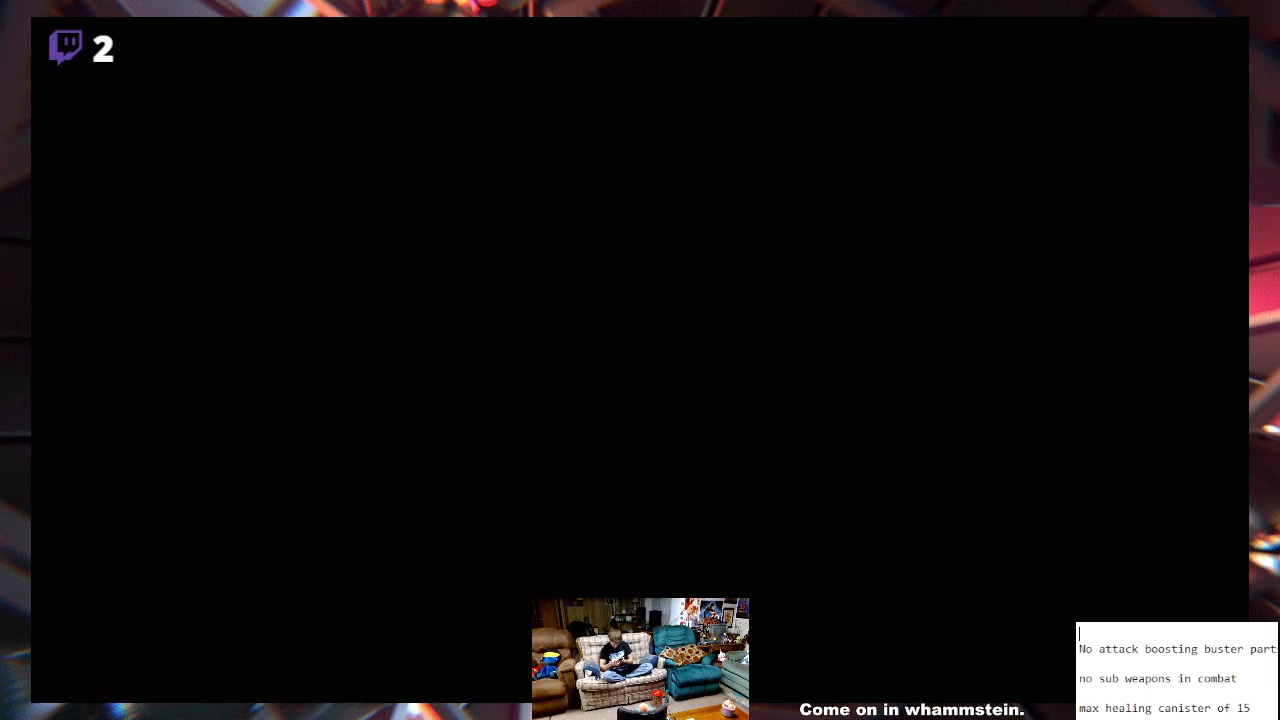 2
No attack boosting buster part
no sub weapons in combat
max healing canister of 15
Come on in whammstein.